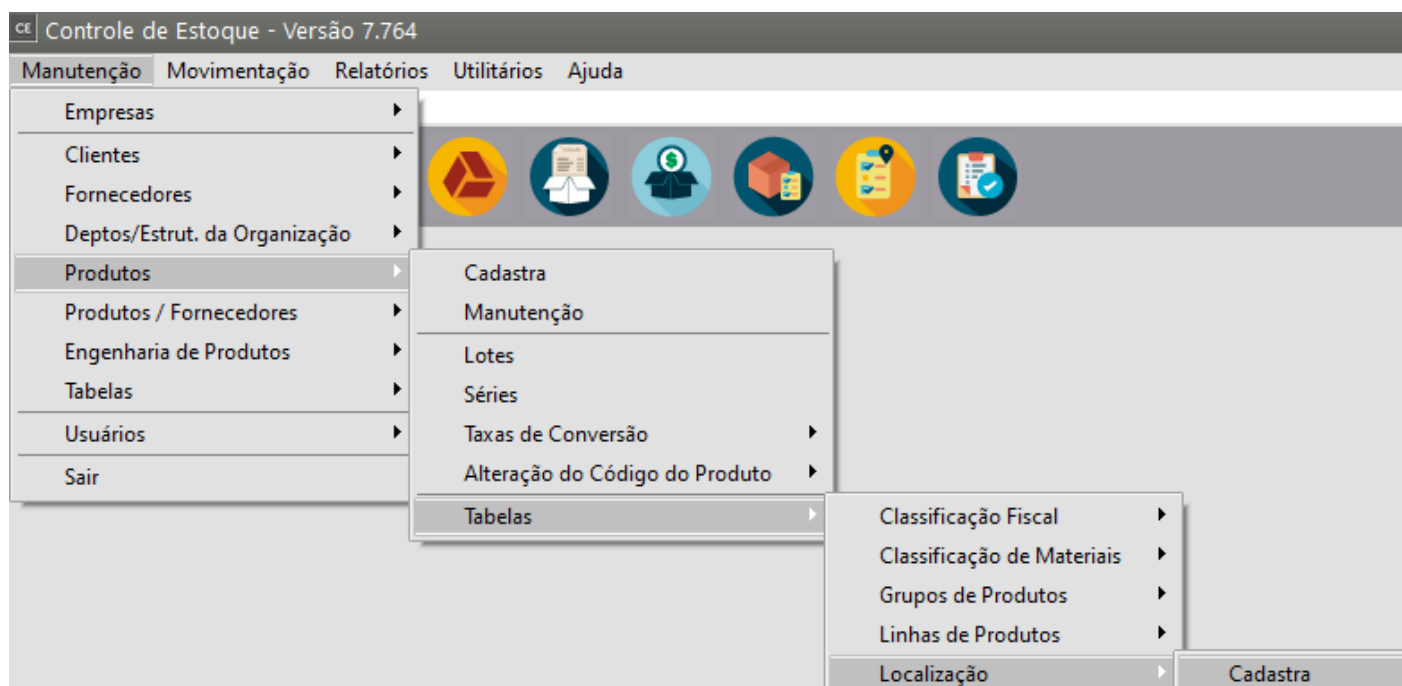 CE Controle de Estoque - Versão 7.764
Manutenção Movimentação Relatórios Utilitários Ajuda
Empresas
Clientes
Fornecedores
Deptos/Estrut. da Organização
Produtos
Produtos / Fornecedores
Engenharia de Produtos
Tabelas
Usuários
Sair
Cadastra
Manutenção
Lotes
Séries
Taxas de Conversão
Alteração do Código do Produto
Tabelas
Classificação Fiscal
Classificação de Materiais
Grupos de Produtos
Linhas de Produtos
Localização
Cadastra